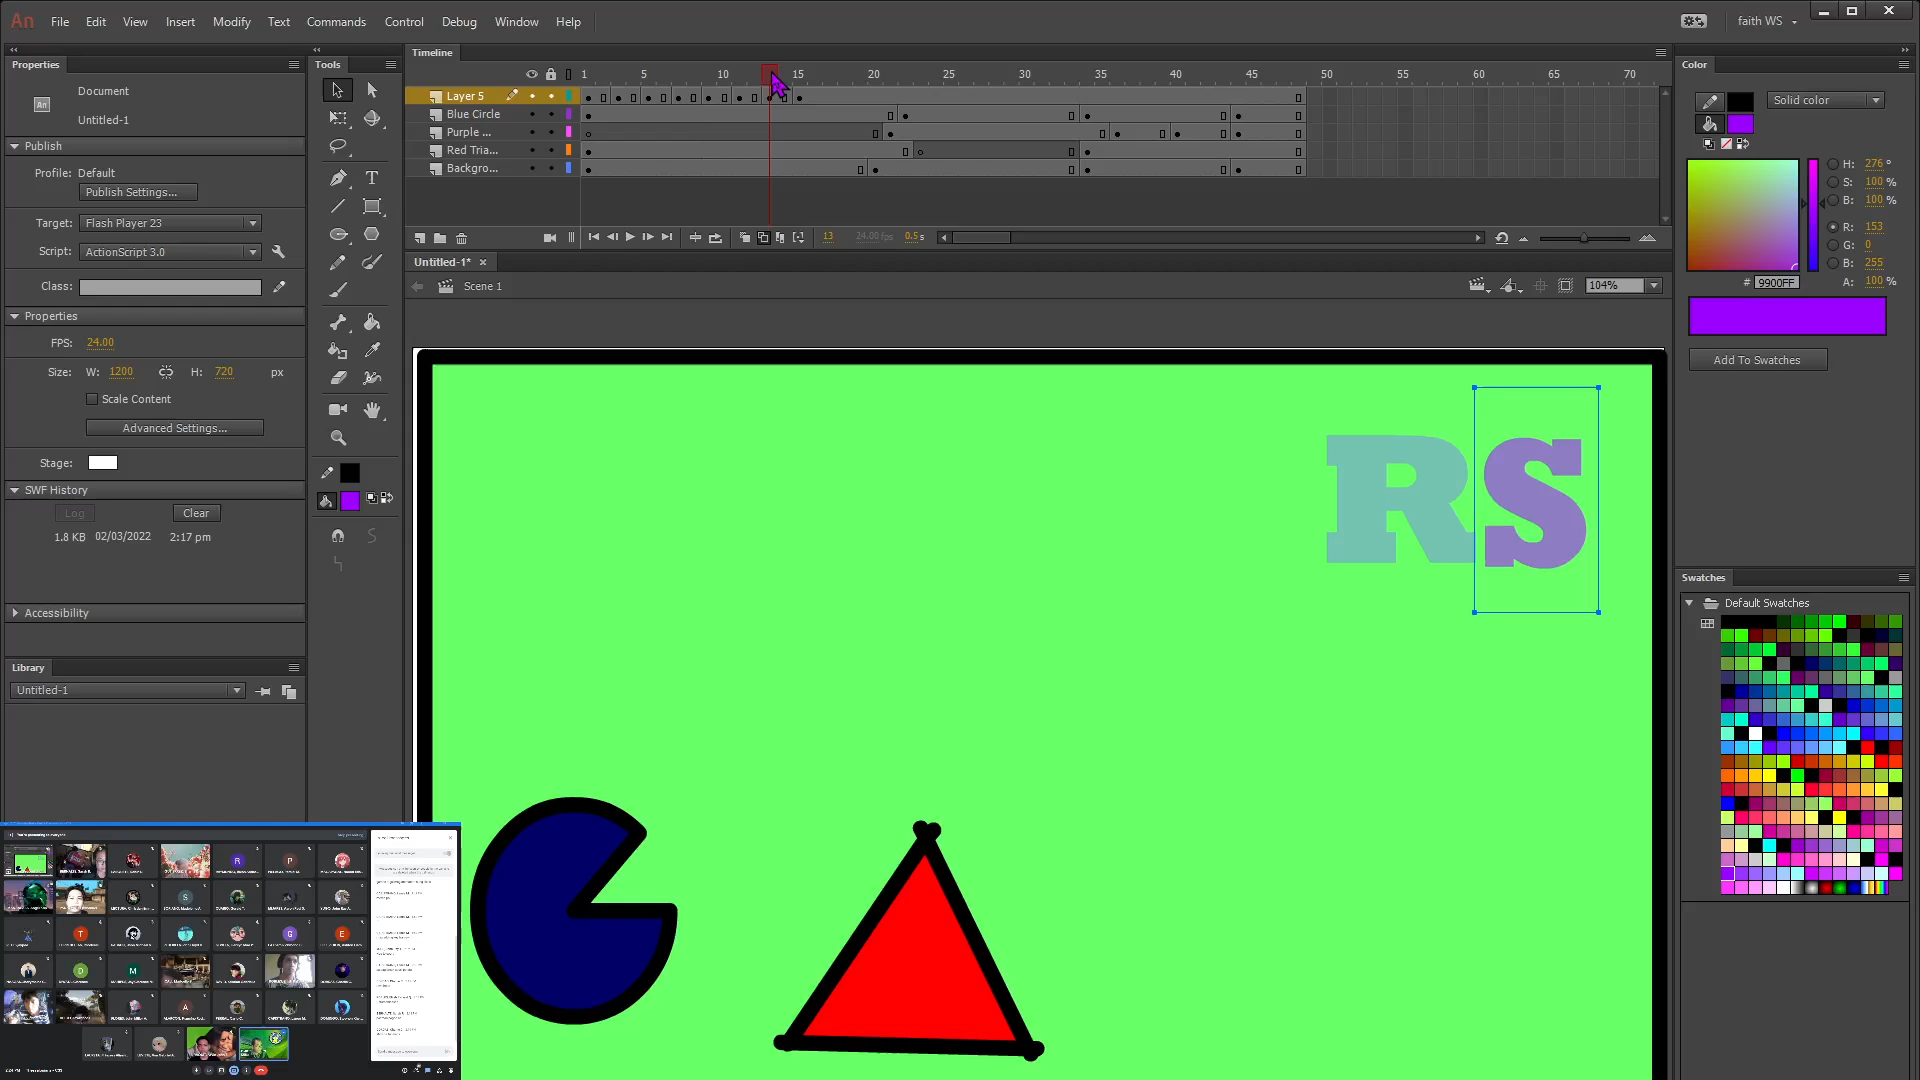 An File Edit View Insert Modify Text Commands Control Debug Window Help
faith WS
Properties
Document
An
Untitled-1
Publish
Profile: Default
Publish Settings...
Target: Flash Player 23
Script: ActionScript 3.0
Class:
Properties
FPS: 24.00
Size: W: 1200 H: 720 px
Scale Content
Advanced Settings...
Stage:
SWF History
Log Clear
1.8 KB 02/03/2022 2:17 pm
Accessibility
Library
Untitled-1
Tools
Timeline
1 5 10 15 20 25 30 35 40 45 50 55 60 65 70
Layer 5
Blue Circle
Purple ...
Red Tria...
Backgro...
13 24.00 fps 0.5 s
Untitled-1*
Scene 1
104%
RS
Color
Solid color
H: 276 °
S: 100 %
B: 100 %
R: 153
G: 0
B: 255
# 9900FF
A: 100 %
Add To Swatches
Swatches
Default Swatches